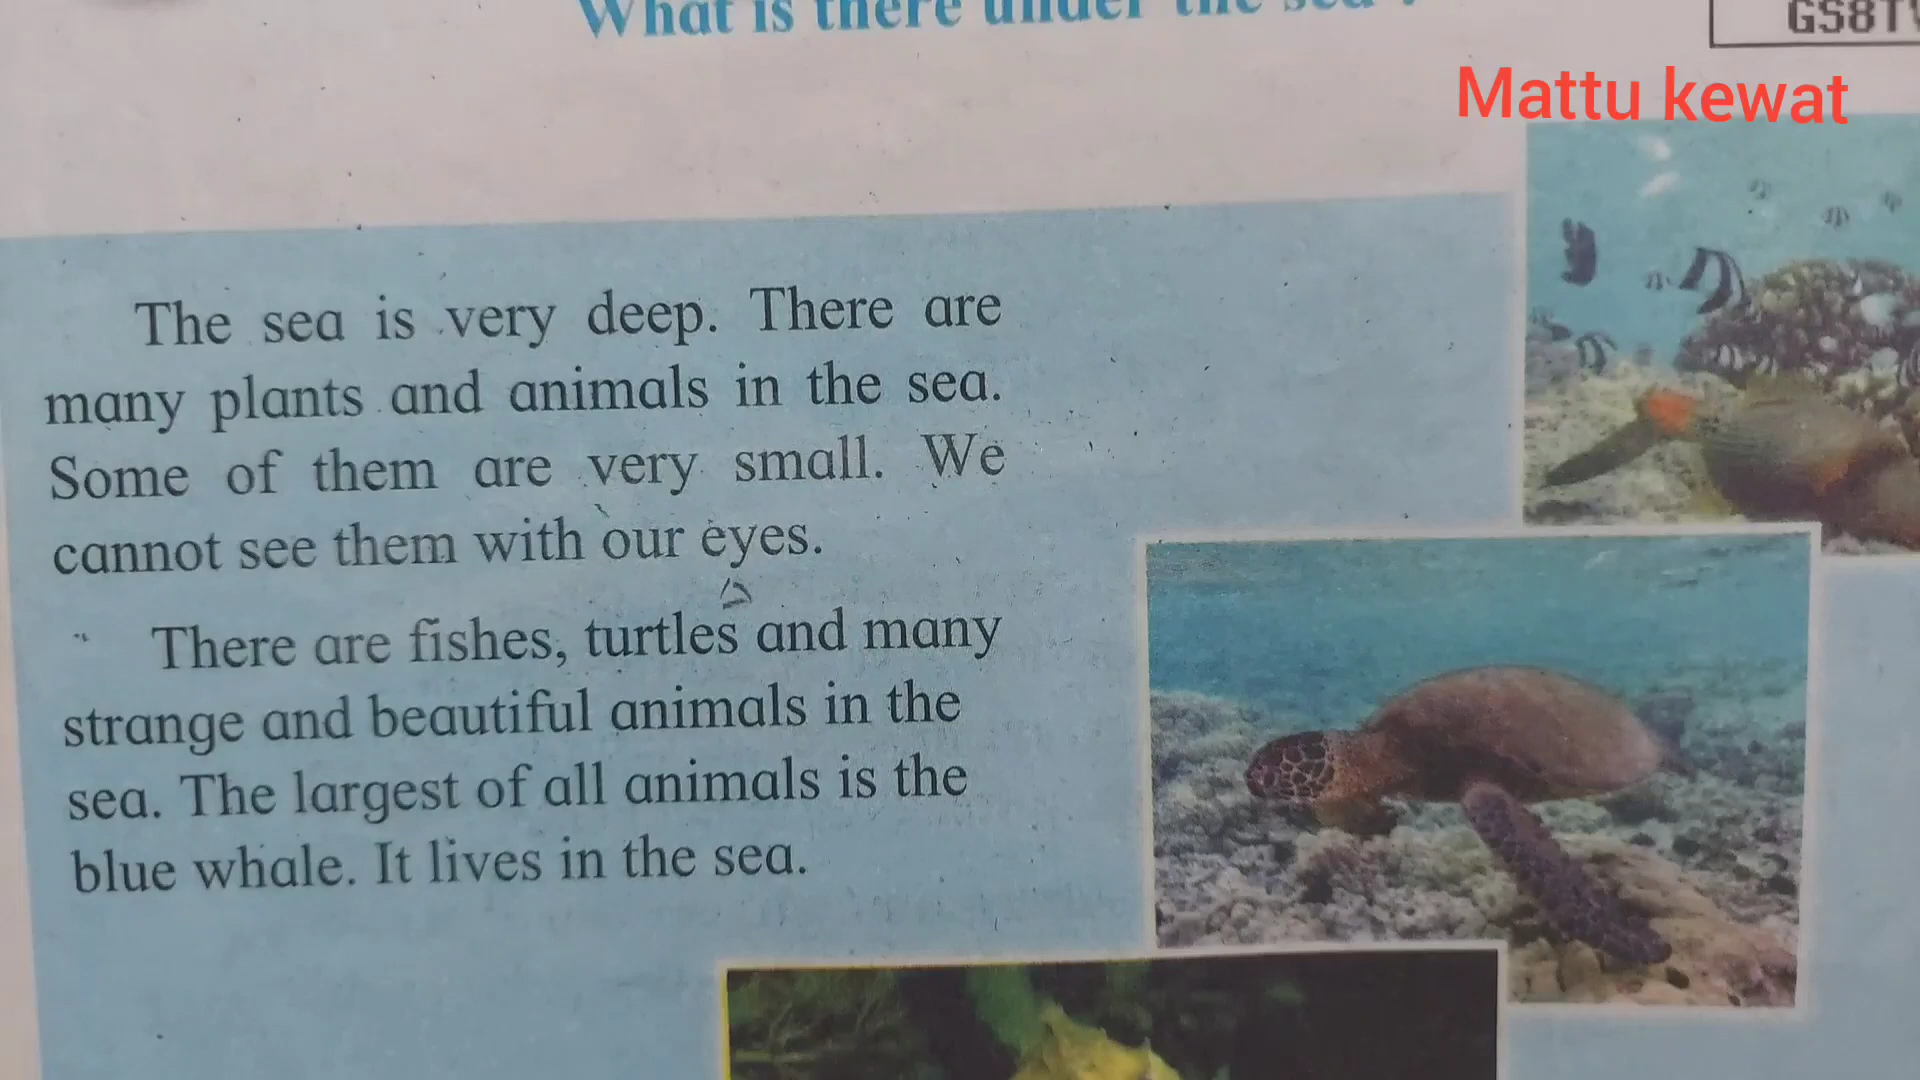 What is there under the sea ?
GS8T
Mattu kewat
The sea is very deep. There are
many plants and animals in the sea.
Some of them are very small. We
cannot see them with our eyes.
There are fishes, turtles and many
strange and beautiful animals in the
sea. The largest of all animals is the
blue whale. It lives in the sea.